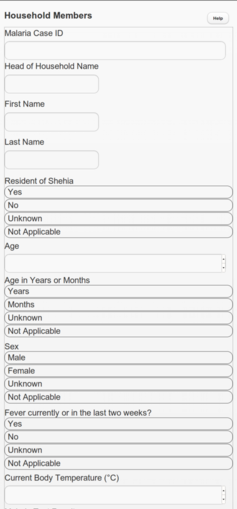 Household Members
Help
Malaria Case ID
Head of Household Name
First Name
Last Name
Resident of Shehia
Yes
No
Unknown
Not Applicable
Age
Age in Years or Months
Years
Months
Unknown
Not Applicable
Sex
Male
Female
Unknown
Not Applicable
Fever currently or in the last two weeks?
Yes
No
Unknown
Not Applicable
Current Body Temperature (°C)